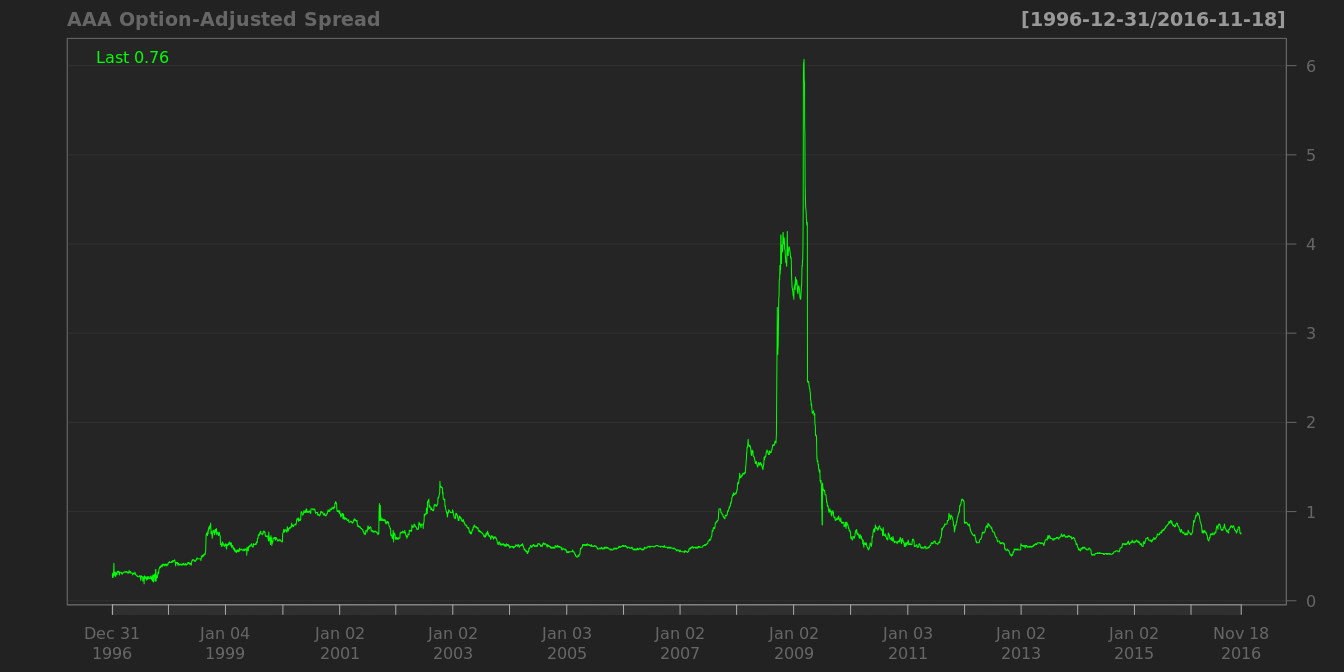 AAA Option-Adjusted Spread [1996-12-31/2016-11-18]
Last 0.76
6
5
4
3
2
1
0
Dec 31 Jan 04 Jan 02 Jan 02 Jan 03 Jan 02 Jan 02 Jan 03 Jan 02 Jan 02 Nov 18
1996 1999 2001 2003 2005 2007 2009 2011 2013 2015 2016